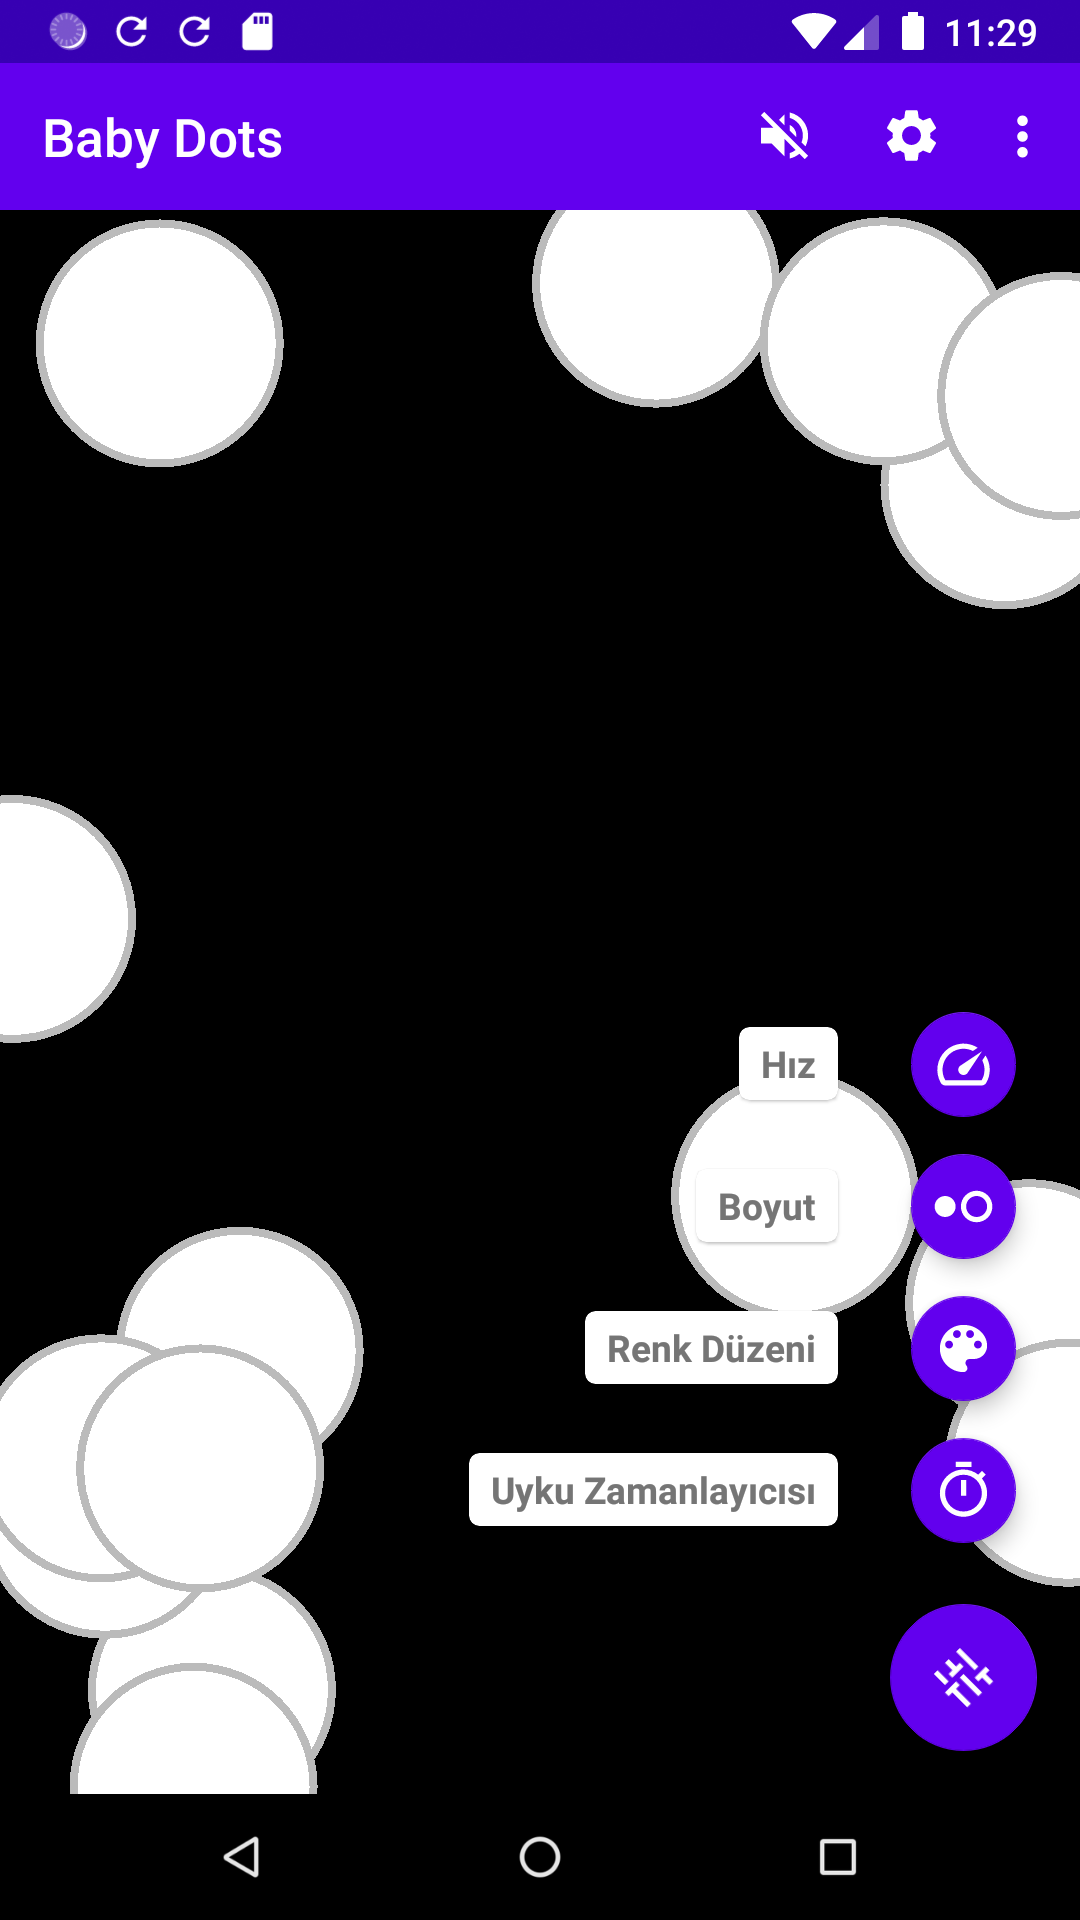 11:29
Baby Dots
Hız
Boyut
Renk Düzeni
Uyku Zamanlayıcısı